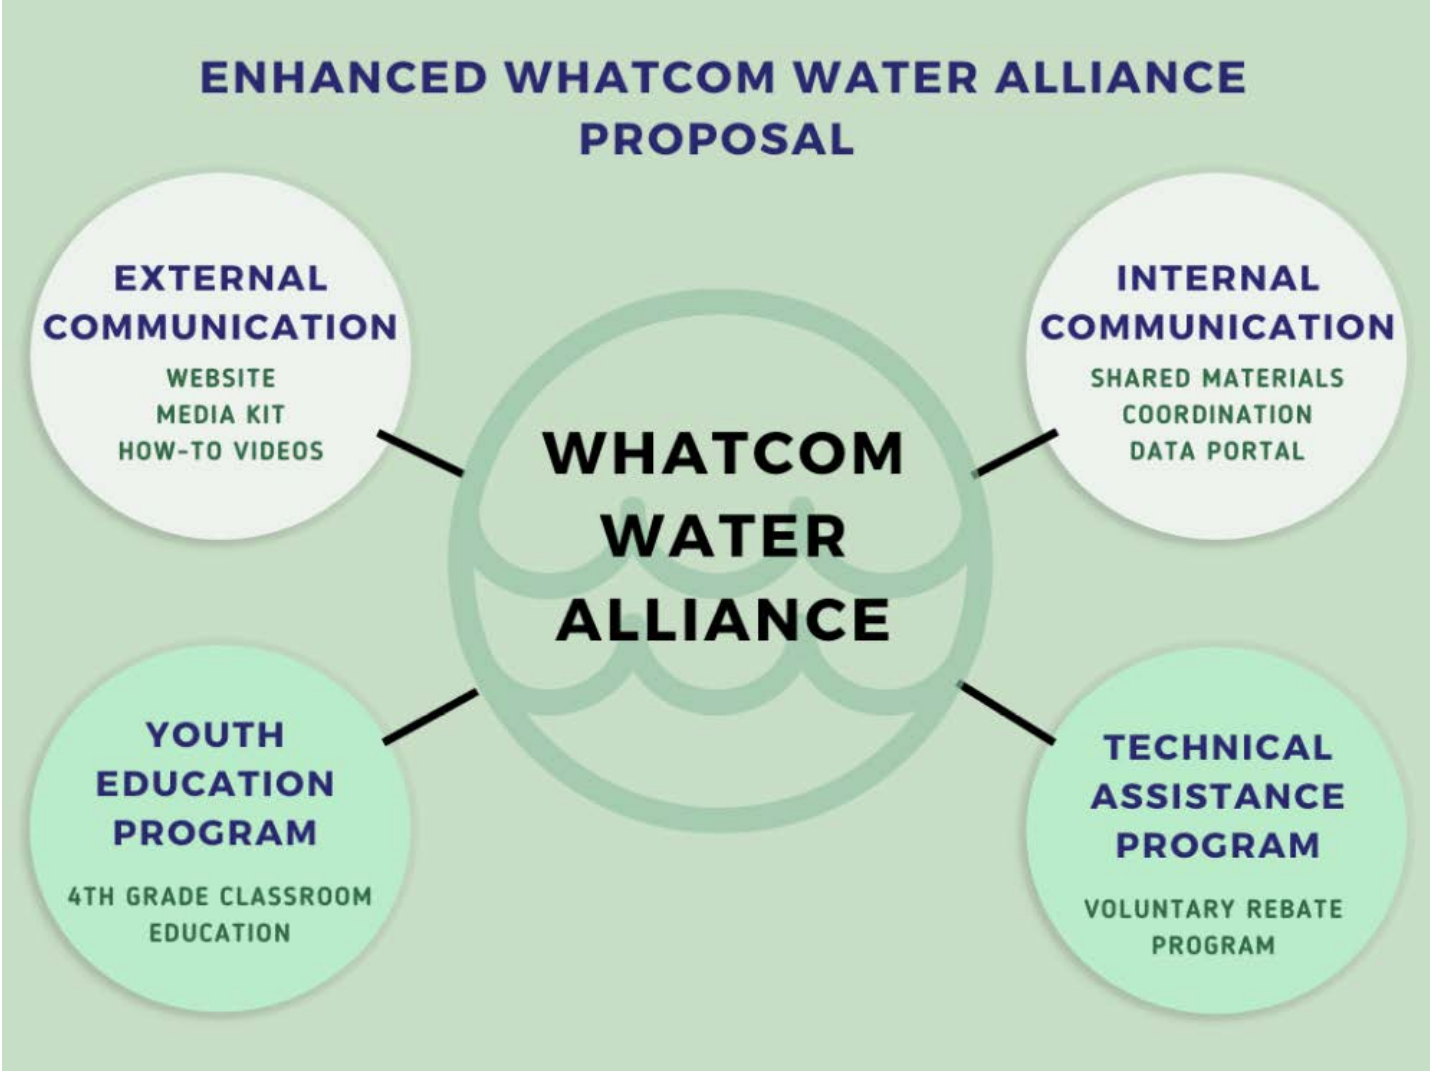 ENHANCED WHATCOM WATER ALLIANCE
PROPOSAL
EXTERNAL
COMMUNICATION
WEBSITE
MEDIA KIT
HOW-TO VIDEOS
INTERNAL
COMMUNICATION
SHARED MATERIALS
COORDINATION
DATA PORTAL
WHATCOM
WATER
ALLIANCE
YOUTH
EDUCATION
PROGRAM
4TH GRADE CLASSROOM
EDUCATION
TECHNICAL
ASSISTANCE
PROGRAM
VOLUNTARY REBATE
PROGRAM